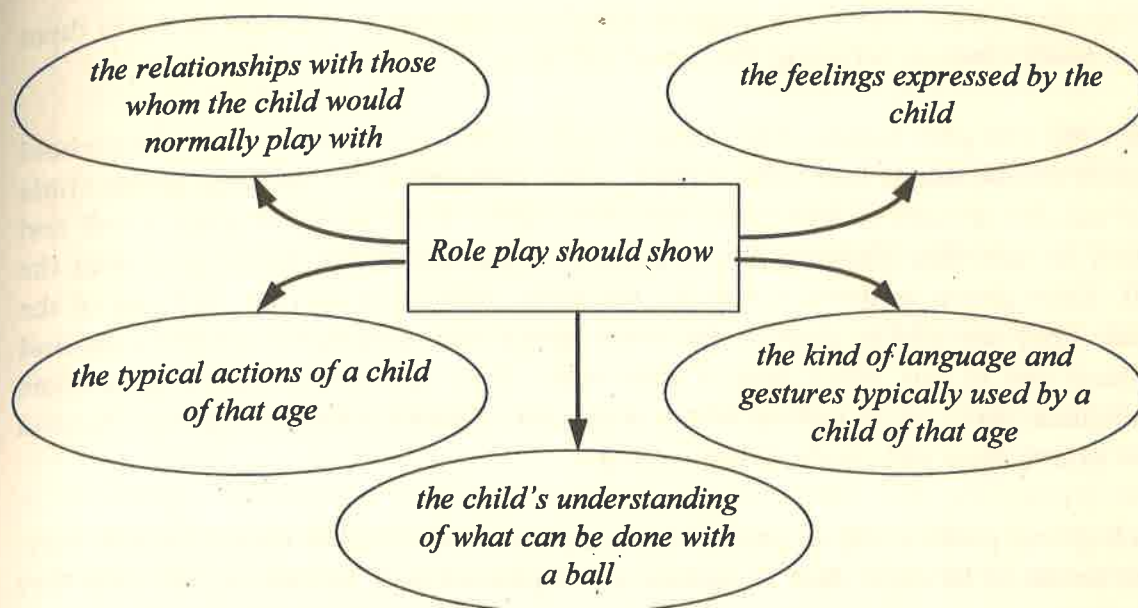 the relationships with those
whom the child would
normally play with
the feelings expressed by the
child
Role play should show
the typical actions of a child
of that age
the kind of language and
gestures typically used by a
child of that age
the child's understanding
of what can be done with
a ball